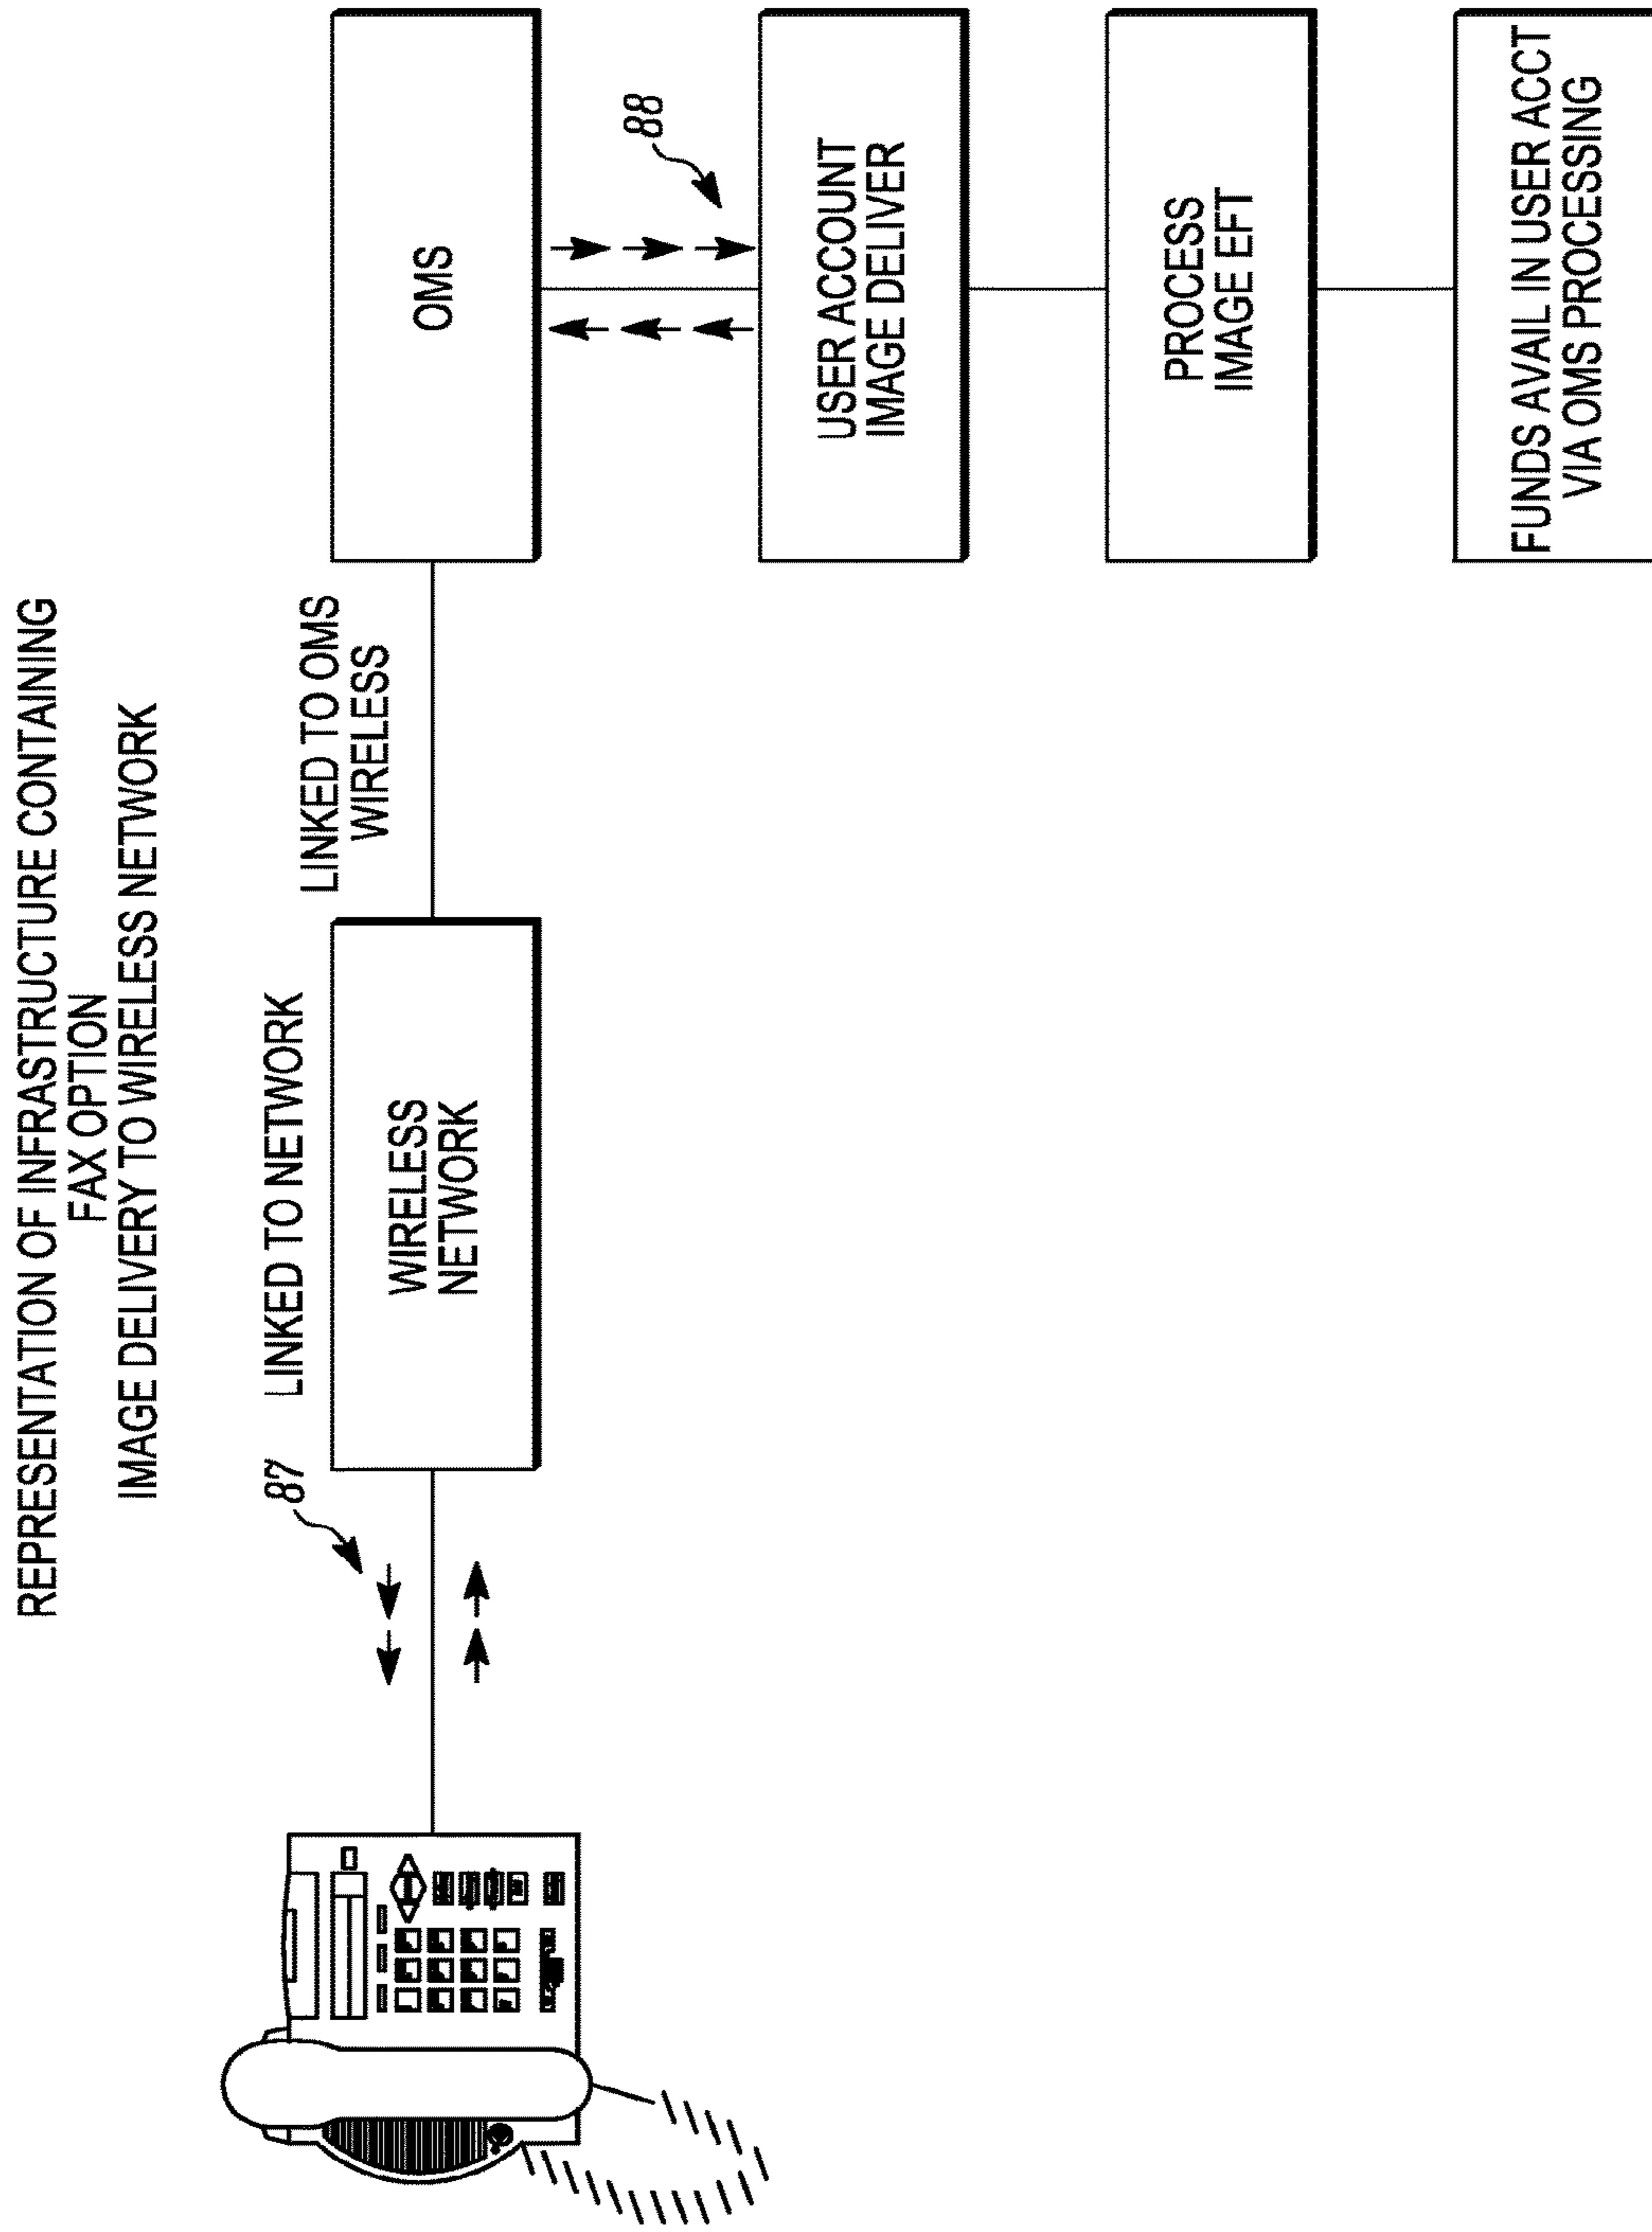 REPRESENTATION OF INFRASTRUCTURE CONTAINING
FAX OPTION
IMAGE DELIVERY TO WIRELESS NETWORK
87
LINKED TO NETWORK
WIRELESS
NETWORK
LINKED TO OMS
WIRELESS
OMS
88
USER ACCOUNT
IMAGE DELIVER
PROCESS
IMAGE EFT
FUNDS AVAIL IN USER ACCT
VIA OMS PROCESSING